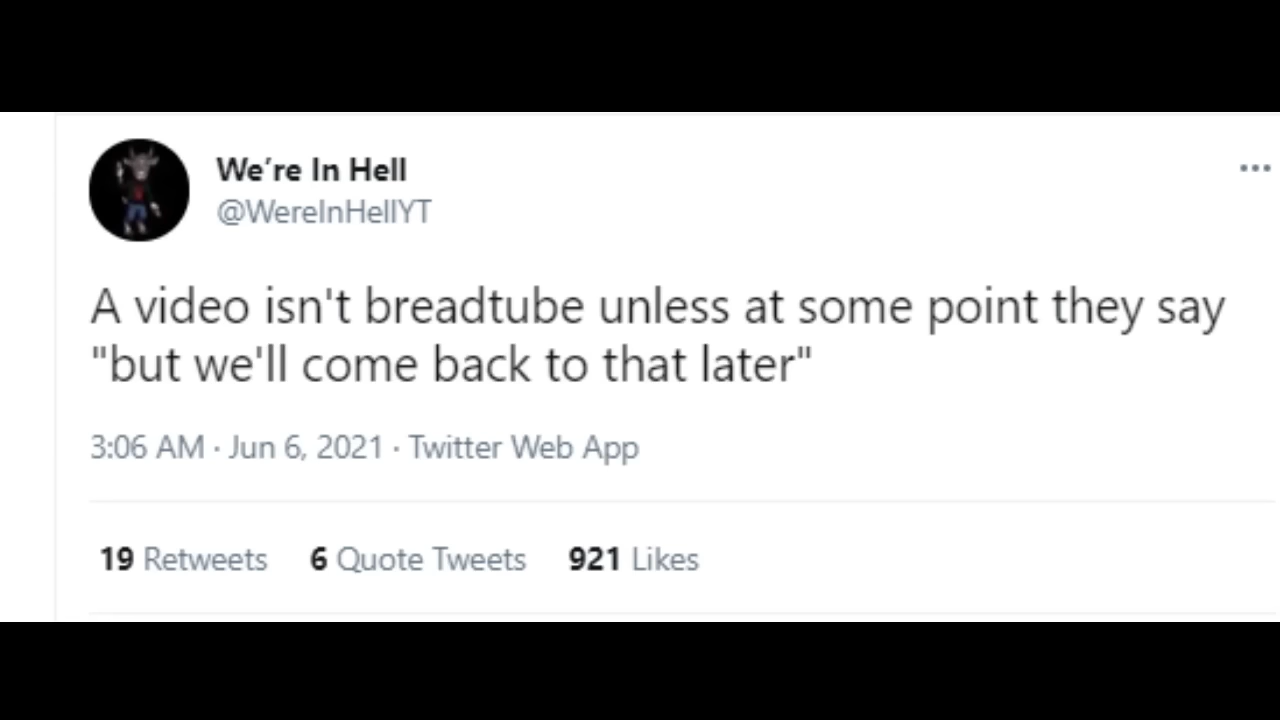 We're In Hell
@WereInHellYT
A video isn't breadtube unless at some point they say
"but we'll come back to that later"
3:06 AM · Jun 6, 2021 · Twitter Web App
19 Retweets 6 Quote Tweets 921 Likes